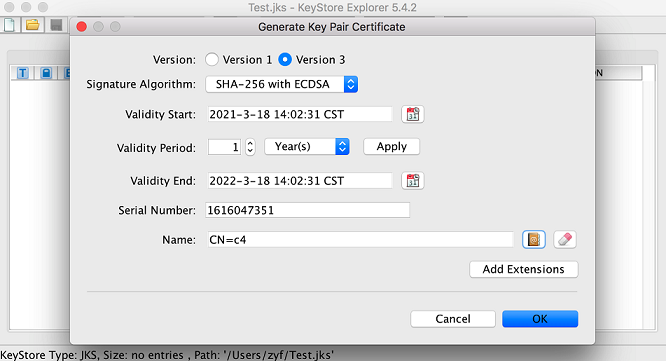 Test.jks - KeyStore Explorer 5.4.2
Generate Key Pair Certificate
T
E
ON
Version: Version 1 Version 3
Signature Algorithm: SHA-256 with ECDSA
Validity Start: 2021-3-18 14:02:31 CST
31
Validity Period: 1 Year(s) Apply
Validity End: 2022-3-18 14:02:31 CST
31
Serial Number: 1616047351
Name: CN=c4
Add Extensions
Cancel OK
KeyStore Type: JKS, Size: no entries , Path: '/Users/zyf/Test.jks'